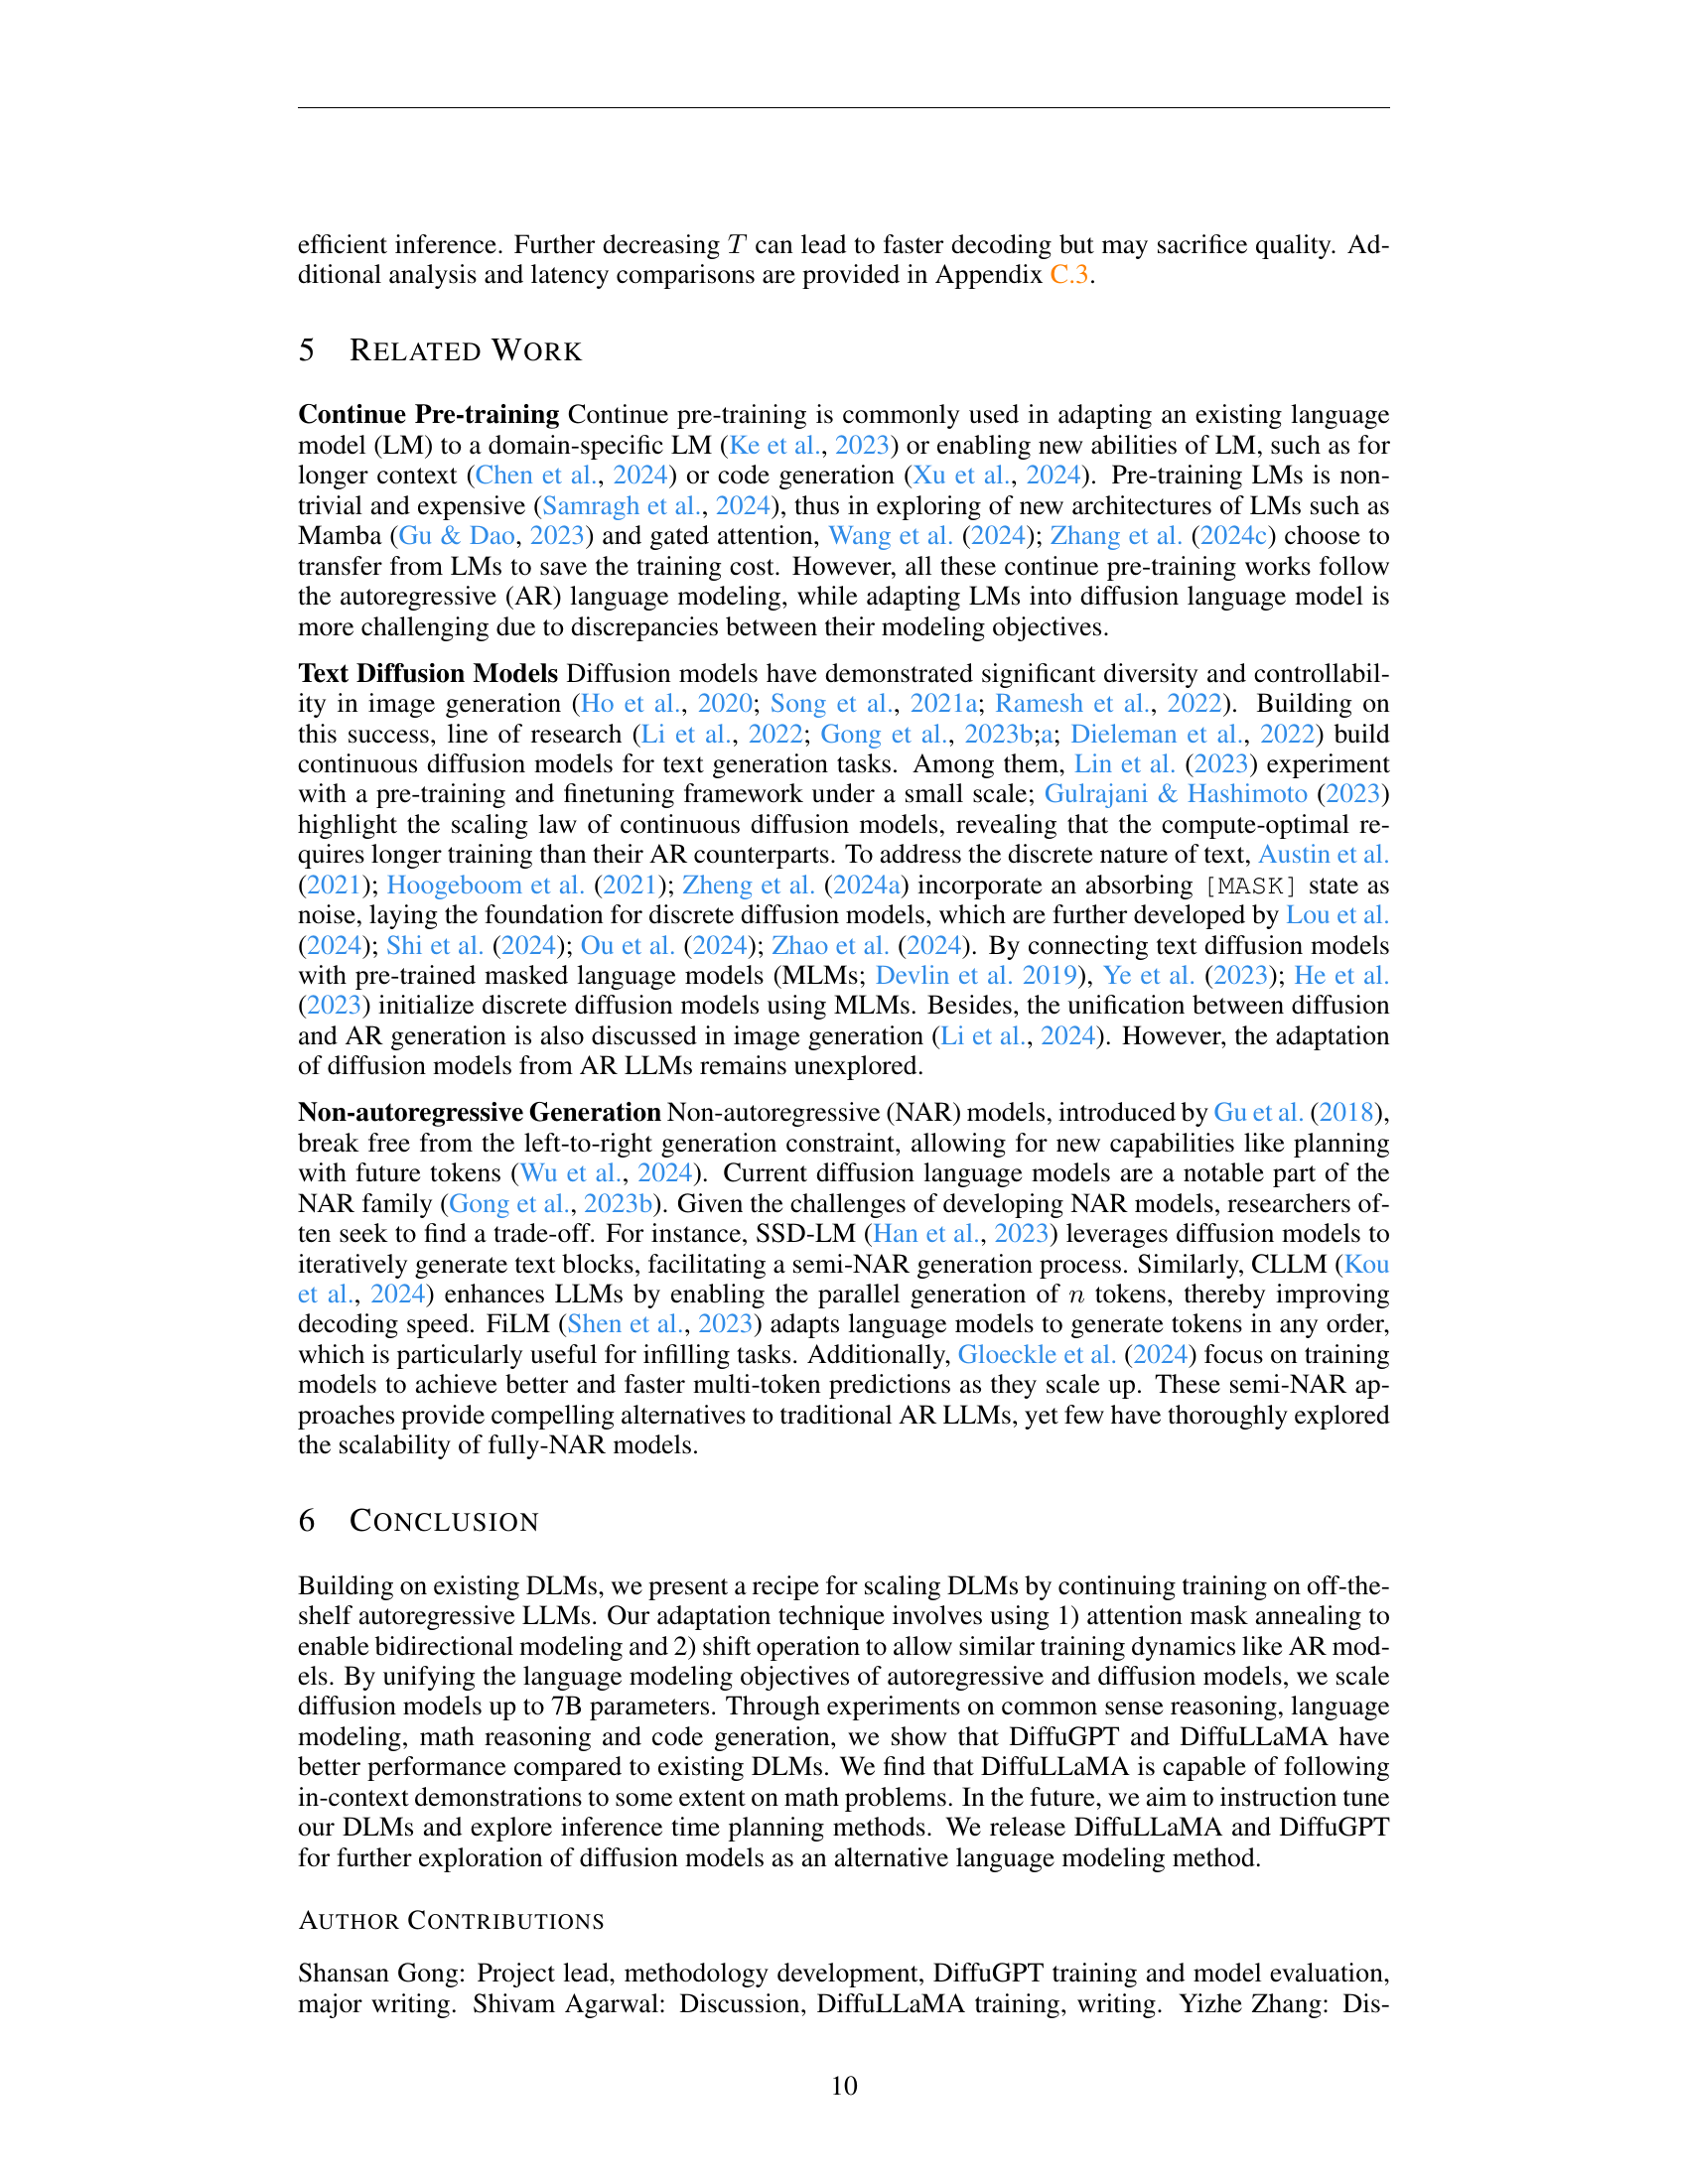 efficient inference. Further decreasing T can lead to faster decoding but may sacrifice quality. Ad-
ditional analysis and latency comparisons are provided in Appendix C.3.
5 RELATED WORK
Continue Pre-training Continue pre-training is commonly used in adapting an existing language
model (LM) to a domain-specific LM (Ke et al., 2023) or enabling new abilities of LM, such as for
longer context (Chen et al., 2024) or code generation (Xu et al., 2024). Pre-training LMs is non-
trivial and expensive (Samragh et al., 2024), thus in exploring of new architectures of LMs such as
Mamba (Gu & Dao, 2023) and gated attention, Wang et al. (2024); Zhang et al. (2024c) choose to
transfer from LMs to save the training cost. However, all these continue pre-training works follow
the autoregressive (AR) language modeling, while adapting LMs into diffusion language model is
more challenging due to discrepancies between their modeling objectives.
Text Diffusion Models Diffusion models have demonstrated significant diversity and controllabil-
ity in image generation (Ho et al., 2020; Song et al., 2021a; Ramesh et al., 2022). Building on
this success, line of research (Li et al., 2022; Gong et al., 2023b;a; Dieleman et al., 2022) build
continuous diffusion models for text generation tasks. Among them, Lin et al. (2023) experiment
with a pre-training and finetuning framework under a small scale; Gulrajani & Hashimoto (2023)
highlight the scaling law of continuous diffusion models, revealing that the compute-optimal re-
quires longer training than their AR counterparts. To address the discrete nature of text, Austin et al.
(2021); Hoogeboom et al. (2021); Zheng et al. (2024a) incorporate an absorbing [MASK] state as
noise, laying the foundation for discrete diffusion models, which are further developed by Lou et al.
(2024); Shi et al. (2024); Ou et al. (2024); Zhao et al. (2024). By connecting text diffusion models
with pre-trained masked language models (MLMs; Devlin et al. 2019), Ye et al. (2023); He et al.
(2023) initialize discrete diffusion models using MLMs. Besides, the unification between diffusion
and AR generation is also discussed in image generation (Li et al., 2024). However, the adaptation
of diffusion models from AR LLMs remains unexplored.
Non-autoregressive Generation Non-autoregressive (NAR) models, introduced by Gu et al. (2018),
break free from the left-to-right generation constraint, allowing for new capabilities like planning
with future tokens (Wu et al., 2024). Current diffusion language models are a notable part of the
NAR family (Gong et al., 2023b). Given the challenges of developing NAR models, researchers of-
ten seek to find a trade-off. For instance, SSD-LM (Han et al., 2023) leverages diffusion models to
iteratively generate text blocks, facilitating a semi-NAR generation process. Similarly, CLLM (Kou
et al., 2024) enhances LLMs by enabling the parallel generation of n tokens, thereby improving
decoding speed. FiLM (Shen et al., 2023) adapts language models to generate tokens in any order,
which is particularly useful for infilling tasks. Additionally, Gloeckle et al. (2024) focus on training
models to achieve better and faster multi-token predictions as they scale up. These semi-NAR ap-
proaches provide compelling alternatives to traditional AR LLMs, yet few have thoroughly explored
the scalability of fully-NAR models.
6 CONCLUSION
Building on existing DLMs, we present a recipe for scaling DLMs by continuing training on off-the-
shelf autoregressive LLMs. Our adaptation technique involves using 1) attention mask annealing to
enable bidirectional modeling and 2) shift operation to allow similar training dynamics like AR mod-
els. By unifying the language modeling objectives of autoregressive and diffusion models, we scale
diffusion models up to 7B parameters. Through experiments on common sense reasoning, language
modeling, math reasoning and code generation, we show that DiffuGPT and DiffuLLaMA have
better performance compared to existing DLMs. We find that DiffuLLaMA is capable of following
in-context demonstrations to some extent on math problems. In the future, we aim to instruction tune
our DLMs and explore inference time planning methods. We release DiffuLLaMA and DiffuGPT
for further exploration of diffusion models as an alternative language modeling method.
AUTHOR CONTRIBUTIONS
Shansan Gong: Project lead, methodology development, DiffuGPT training and model evaluation,
major writing. Shivam Agarwal: Discussion, DiffuLLaMA training, writing. Yizhe Zhang: Dis-
10